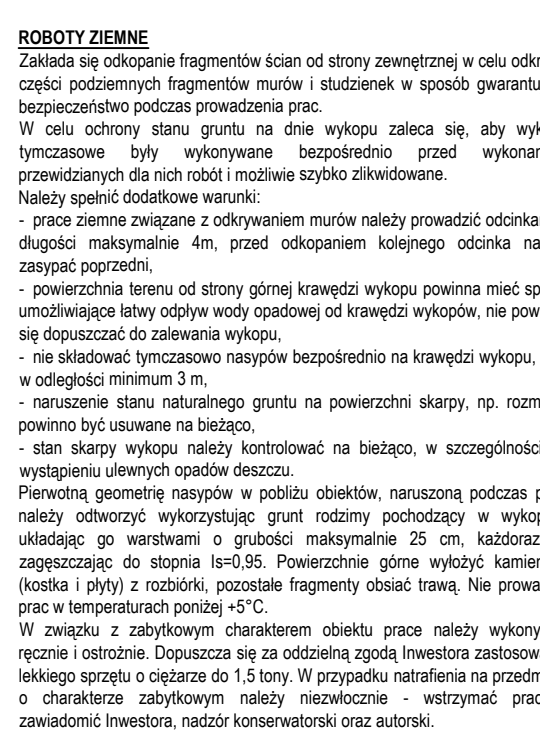 ROBOTY ZIEMNE
Zakłada się odkopanie fragmentów ścian od strony zewnętrznej w celu odkr
części podziemnych fragmentów murów i studzienek w sposób gwarantu
bezpieczeństwo podczas prowadzenia prac.
W celu ochrony stanu gruntu na dnie wykopu zaleca się, aby wyk
tymczasowe były wykonywane bezpośrednio przed wykonan
przewidzianych dla nich robót i możliwie szybko zlikwidowane.
Należy spełnić dodatkowe warunki:
- prace ziemne związane z odkrywaniem murów należy prowadzić odcinka
długości maksymalnie 4m, przed odkopaniem kolejnego odcinka na
zasypać poprzedni,
- powierzchnia terenu od strony górnej krawędzi wykopu powinna mieć sp
umożliwiające łatwy odpływ wody opadowej od krawędzi wykopów, nie pow
się dopuszczać do zalewania wykopu,
- nie składować tymczasowo nasypów bezpośrednio na krawędzi wykopu,
w odległości minimum 3 m,
- naruszenie stanu naturalnego gruntu na powierzchni skarpy, np. rozm
powinno być usuwane na bieżąco,
- stan skarpy wykopu należy kontrolować na bieżąco, w szczególności
wystąpieniu ulewnych opadów deszczu.
Pierwotną geometrię nasypów w pobliżu obiektów, naruszoną podczas p
należy odtworzyć wykorzystując grunt rodzimy pochodzący w wykop
układając go warstwami o grubości maksymalnie 25 cm, każdoraz
zagęszczając do stopnia Is=0,95. Powierzchnie górne wyłożyć kamien
(kostka i płyty) z rozbiórki, pozostałe fragmenty obsiać trawą. Nie prowa
prac w temperaturach poniżej +5°C.
W związku z zabytkowym charakterem obiektu prace należy wykony
ręcznie i ostrożnie. Dopuszcza się za oddzielną zgodą Inwestora zastosowa
lekkiego sprzętu o ciężarze do 1,5 tony. W przypadku natrafienia na przedm
o charakterze zabytkowym należy niezwłocznie - wstrzymać prac
zawiadomić Inwestora, nadzór konserwatorski oraz autorski.